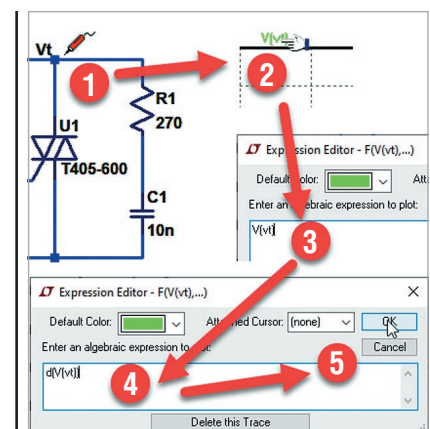 Vt
1
V(vt)
2
R1
270
U1
T405-600
C1
10n
Expression Editor - F(V(vt),...)
Default Color:
Enter an algebraic expression to plot:
V(vt)
3
Expression Editor - F(V(vt),...)
×
Default Color:
Attached Cursor:
(none)
OK
Enter an algebraic expression to plot:
Cancel
d(V(vt))
4
5
Delete this Trace